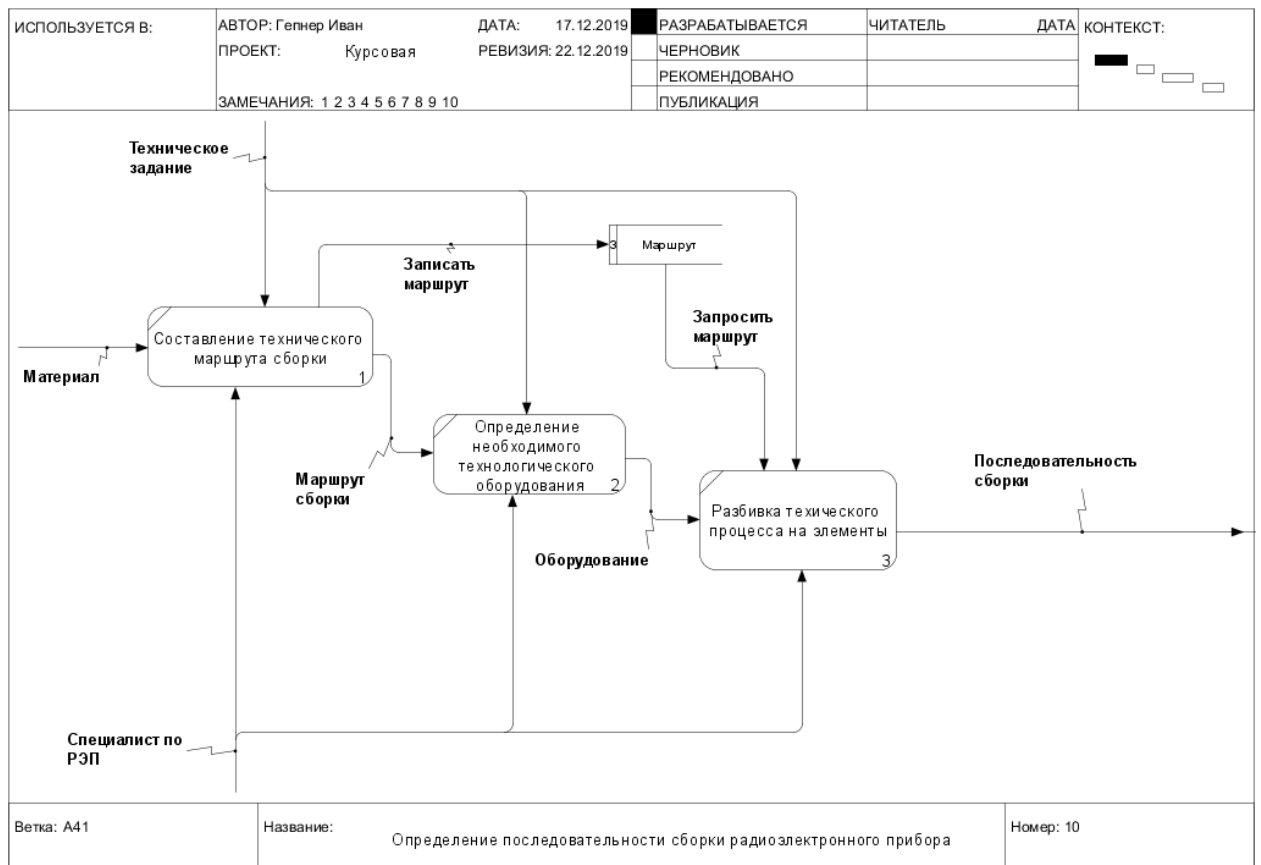 ИСПОЛЬЗУЕТСЯ В:
АВТОР: Гепнер Иван
ДАТА: 17.12.2019
РАЗРАБАТЫВАЕТСЯ
ЧИТАТЕЛЬ
ДАТА
КОНТЕКСТ:
ПРОЕКТ: Курсовая
РЕВИЗИЯ: 22.12.2019
ЧЕРНОВИК
РЕКОМЕНДОВАНО
ЗАМЕЧАНИЯ: 1 2 3 4 5 6 7 8 9 10
ПУБЛИКАЦИЯ
Техническое
задание
3 Маршрут
Записать
маршрут
Запросить
маршрут
Составление технического
маршрута сборки
1
Материал
Определение
необходимого
технологического
оборудования
2
Маршрут
сборки
Последовательность
сборки
Разбивка техического
процесса на элементы
3
Оборудование
Специалист по
РЭП
Ветка: A41
Название:
Определение последовательности сборки радиоэлектронного прибора
Номер: 10